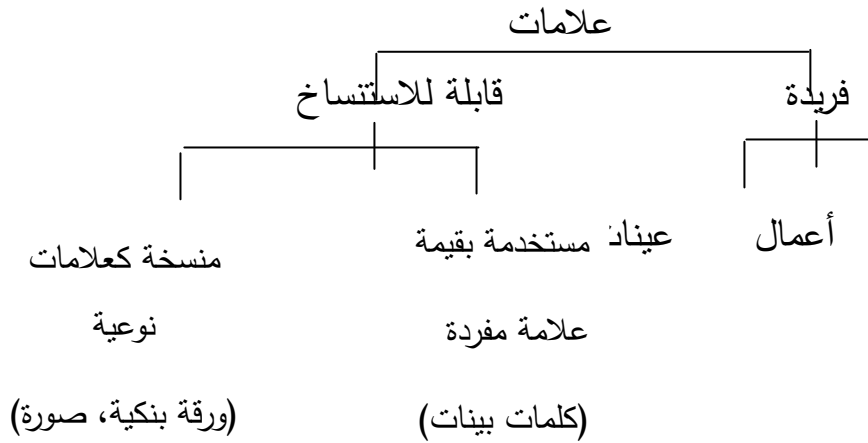 علامات
فريدة
قابلة للاستنساخ
أعمال
مستخدمة بقيمة
علامة مفردة
(كلمات بينات)
منسخة كعلامات
نوعية
(ورقة بنكية، صورة)